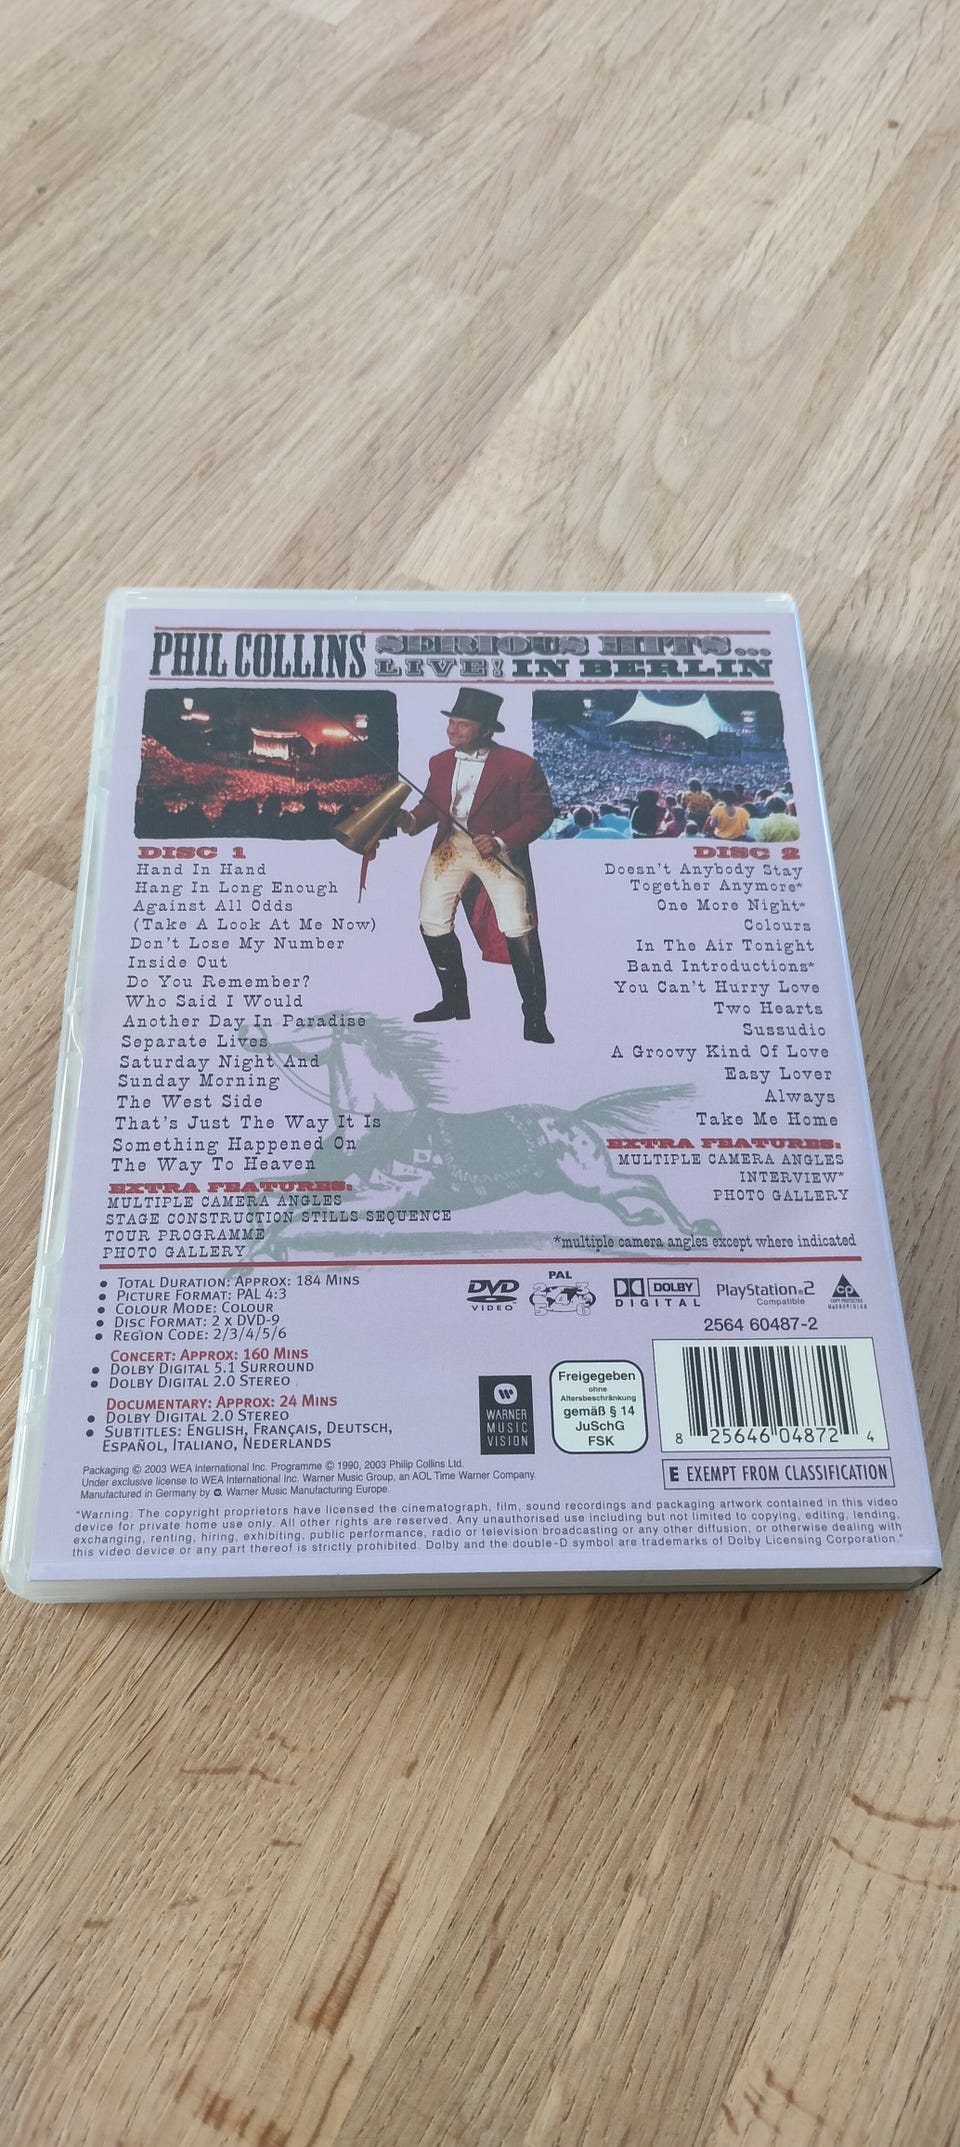 PHIL COLLINS SERIOUS HITS...
LIVE! IN BERLIN
DISC 1
Hand In Hand
Hang In Long Enough
Against All Odds
(Take A Look At Me Now)
Don't Lose My Number
Inside Out
Do You Remember?
Who Said I Would
Another Day In Paradise
Separate Lives
Saturday Night And
Sunday Morning
The West Side
That's Just The Way It Is
Something Happened On
The Way To Heaven
EXTRA FEATURES:
MULTIPLE CAMERA ANGLES
STAGE CONSTRUCTION STILLS SEQUENCE
TOUR PROGRAMME
PHOTO GALLERY
DISC 2
Doesn't Anybody Stay
Together Anymore*
One More Night*
Colours
In The Air Tonight
Band Introductions*
You Can't Hurry Love
Two Hearts
Sussudio
A Groovy Kind Of Love
Easy Lover
Always
Take Me Home
EXTRA FEATURES:
MULTIPLE CAMERA ANGLES
INTERVIEW*
PHOTO GALLERY
*multiple camera angles except where indicated
• TOTAL DURATION: APPROX: 184 MINS
• PICTURE FORMAT: PAL 4:3
• COLOUR MODE: COLOUR
• DISC FORMAT: 2 x DVD-9
• REGION CODE: 2/3/4/5/6
CONCERT: APPROX: 160 MINS
• DOLBY DIGITAL 5.1 SURROUND
• DOLBY DIGITAL 2.0 STEREO
DOCUMENTARY: APPROX: 24 MINS
• DOLBY DIGITAL 2.0 STEREO
• SUBTITLES: ENGLISH, FRANÇAIS, DEUTSCH,
ESPAÑOL, ITALIANO, NEDERLANDS
DVD
VIDEO
PAL
2 3
5 4 6
DOLBY
DIGITAL
PlayStation.2
Compatible
CP
COPY PROTECTED
MACROVISION
2564 60487-2
WARNER
MUSIC
VISION
Freigegeben
ohne
Altersbeschränkung
gemäß § 14
JuSchG
FSK
8 25646 04872 4
E EXEMPT FROM CLASSIFICATION
Packaging © 2003 WEA International Inc. Programme © 1990, 2003 Philip Collins Ltd.
Under exclusive license to WEA International Inc. Warner Music Group, an AOL Time Warner Company.
Manufactured in Germany by Warner Music Manufacturing Europe.
"Warning: The copyright proprietors have licensed the cinematograph, film, sound recordings and packaging artwork contained in this video
device for private home use only. All other rights are reserved. Any unauthorised use including but not limited to copying, editing, lending,
exchanging, renting, hiring, exhibiting, public performance, radio or television broadcasting or any other diffusion, or otherwise dealing with
this video device or any part thereof is strictly prohibited. Dolby and the double-D symbol are trademarks of Dolby Licensing Corporation."